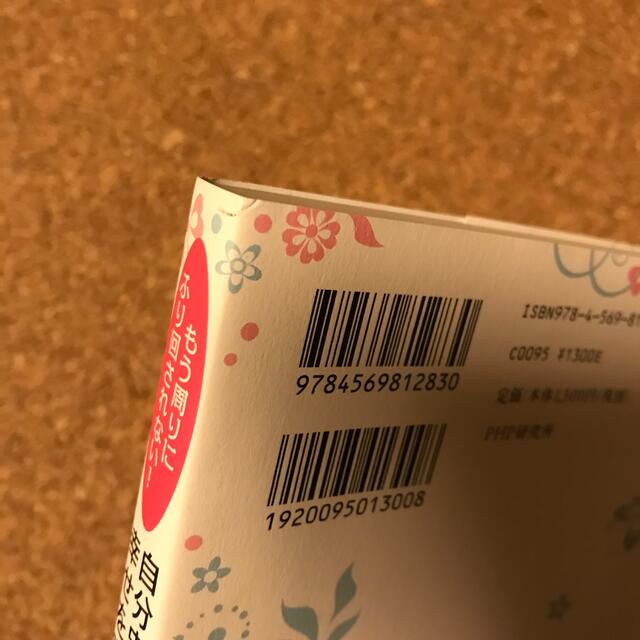 もう周りに
ふり回されない!
自分も
9784569812830
1920095013008
ISBN978-4-569-81
C0095 ¥1300E
定価:本体1,300円(税別)
PHP研究所